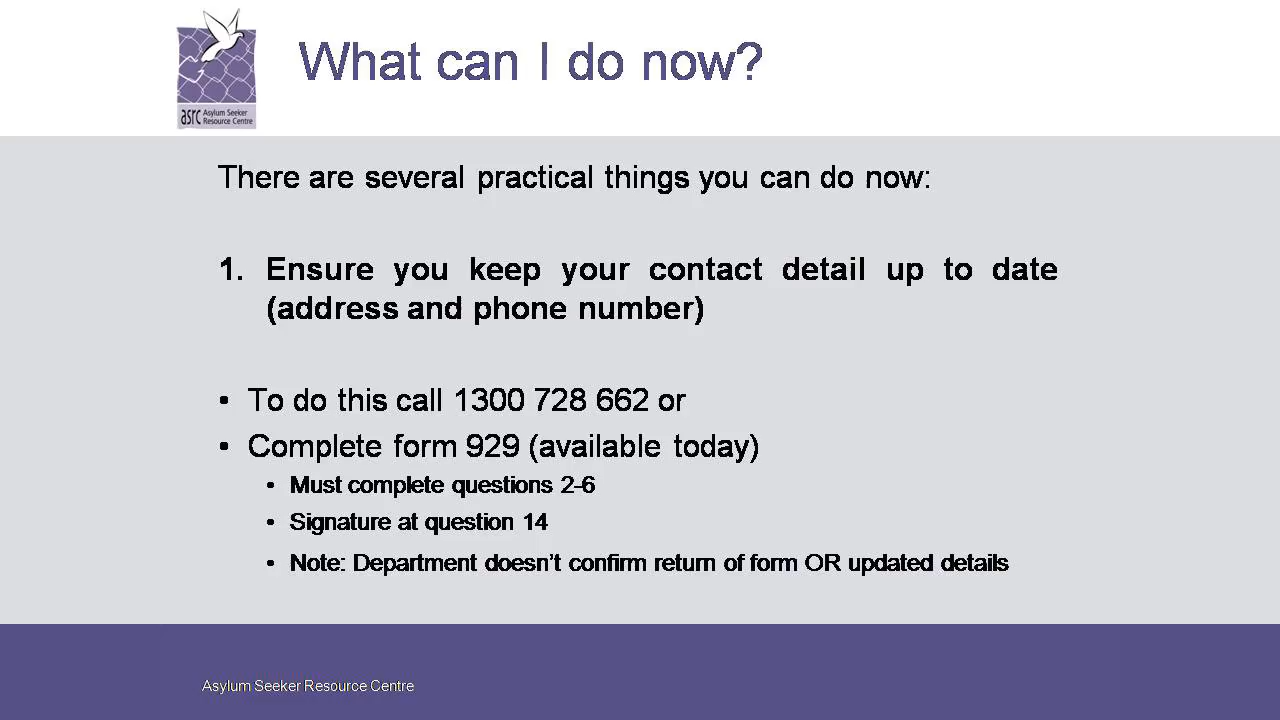 What can I do now?
asrc Asylum Seeker
Resource Centre
There are several practical things you can do now:
1. Ensure you keep your contact detail up to date
(address and phone number)
• To do this call 1300 728 662 or
• Complete form 929 (available today)
• Must complete questions 2-6
• Signature at question 14
• Note: Department doesn't confirm return of form OR updated details
Asylum Seeker Resource Centre